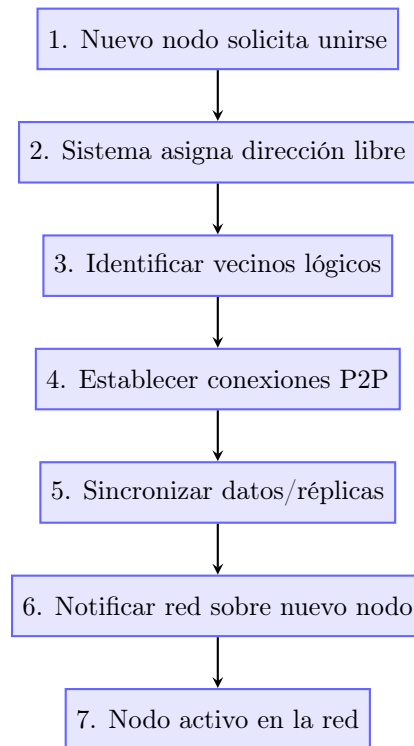 1. Nuevo nodo solicita unirse
2. Sistema asigna dirección libre
3. Identificar vecinos lógicos
4. Establecer conexiones P2P
5. Sincronizar datos/réplicas
6. Notificar red sobre nuevo nodo
7. Nodo activo en la red